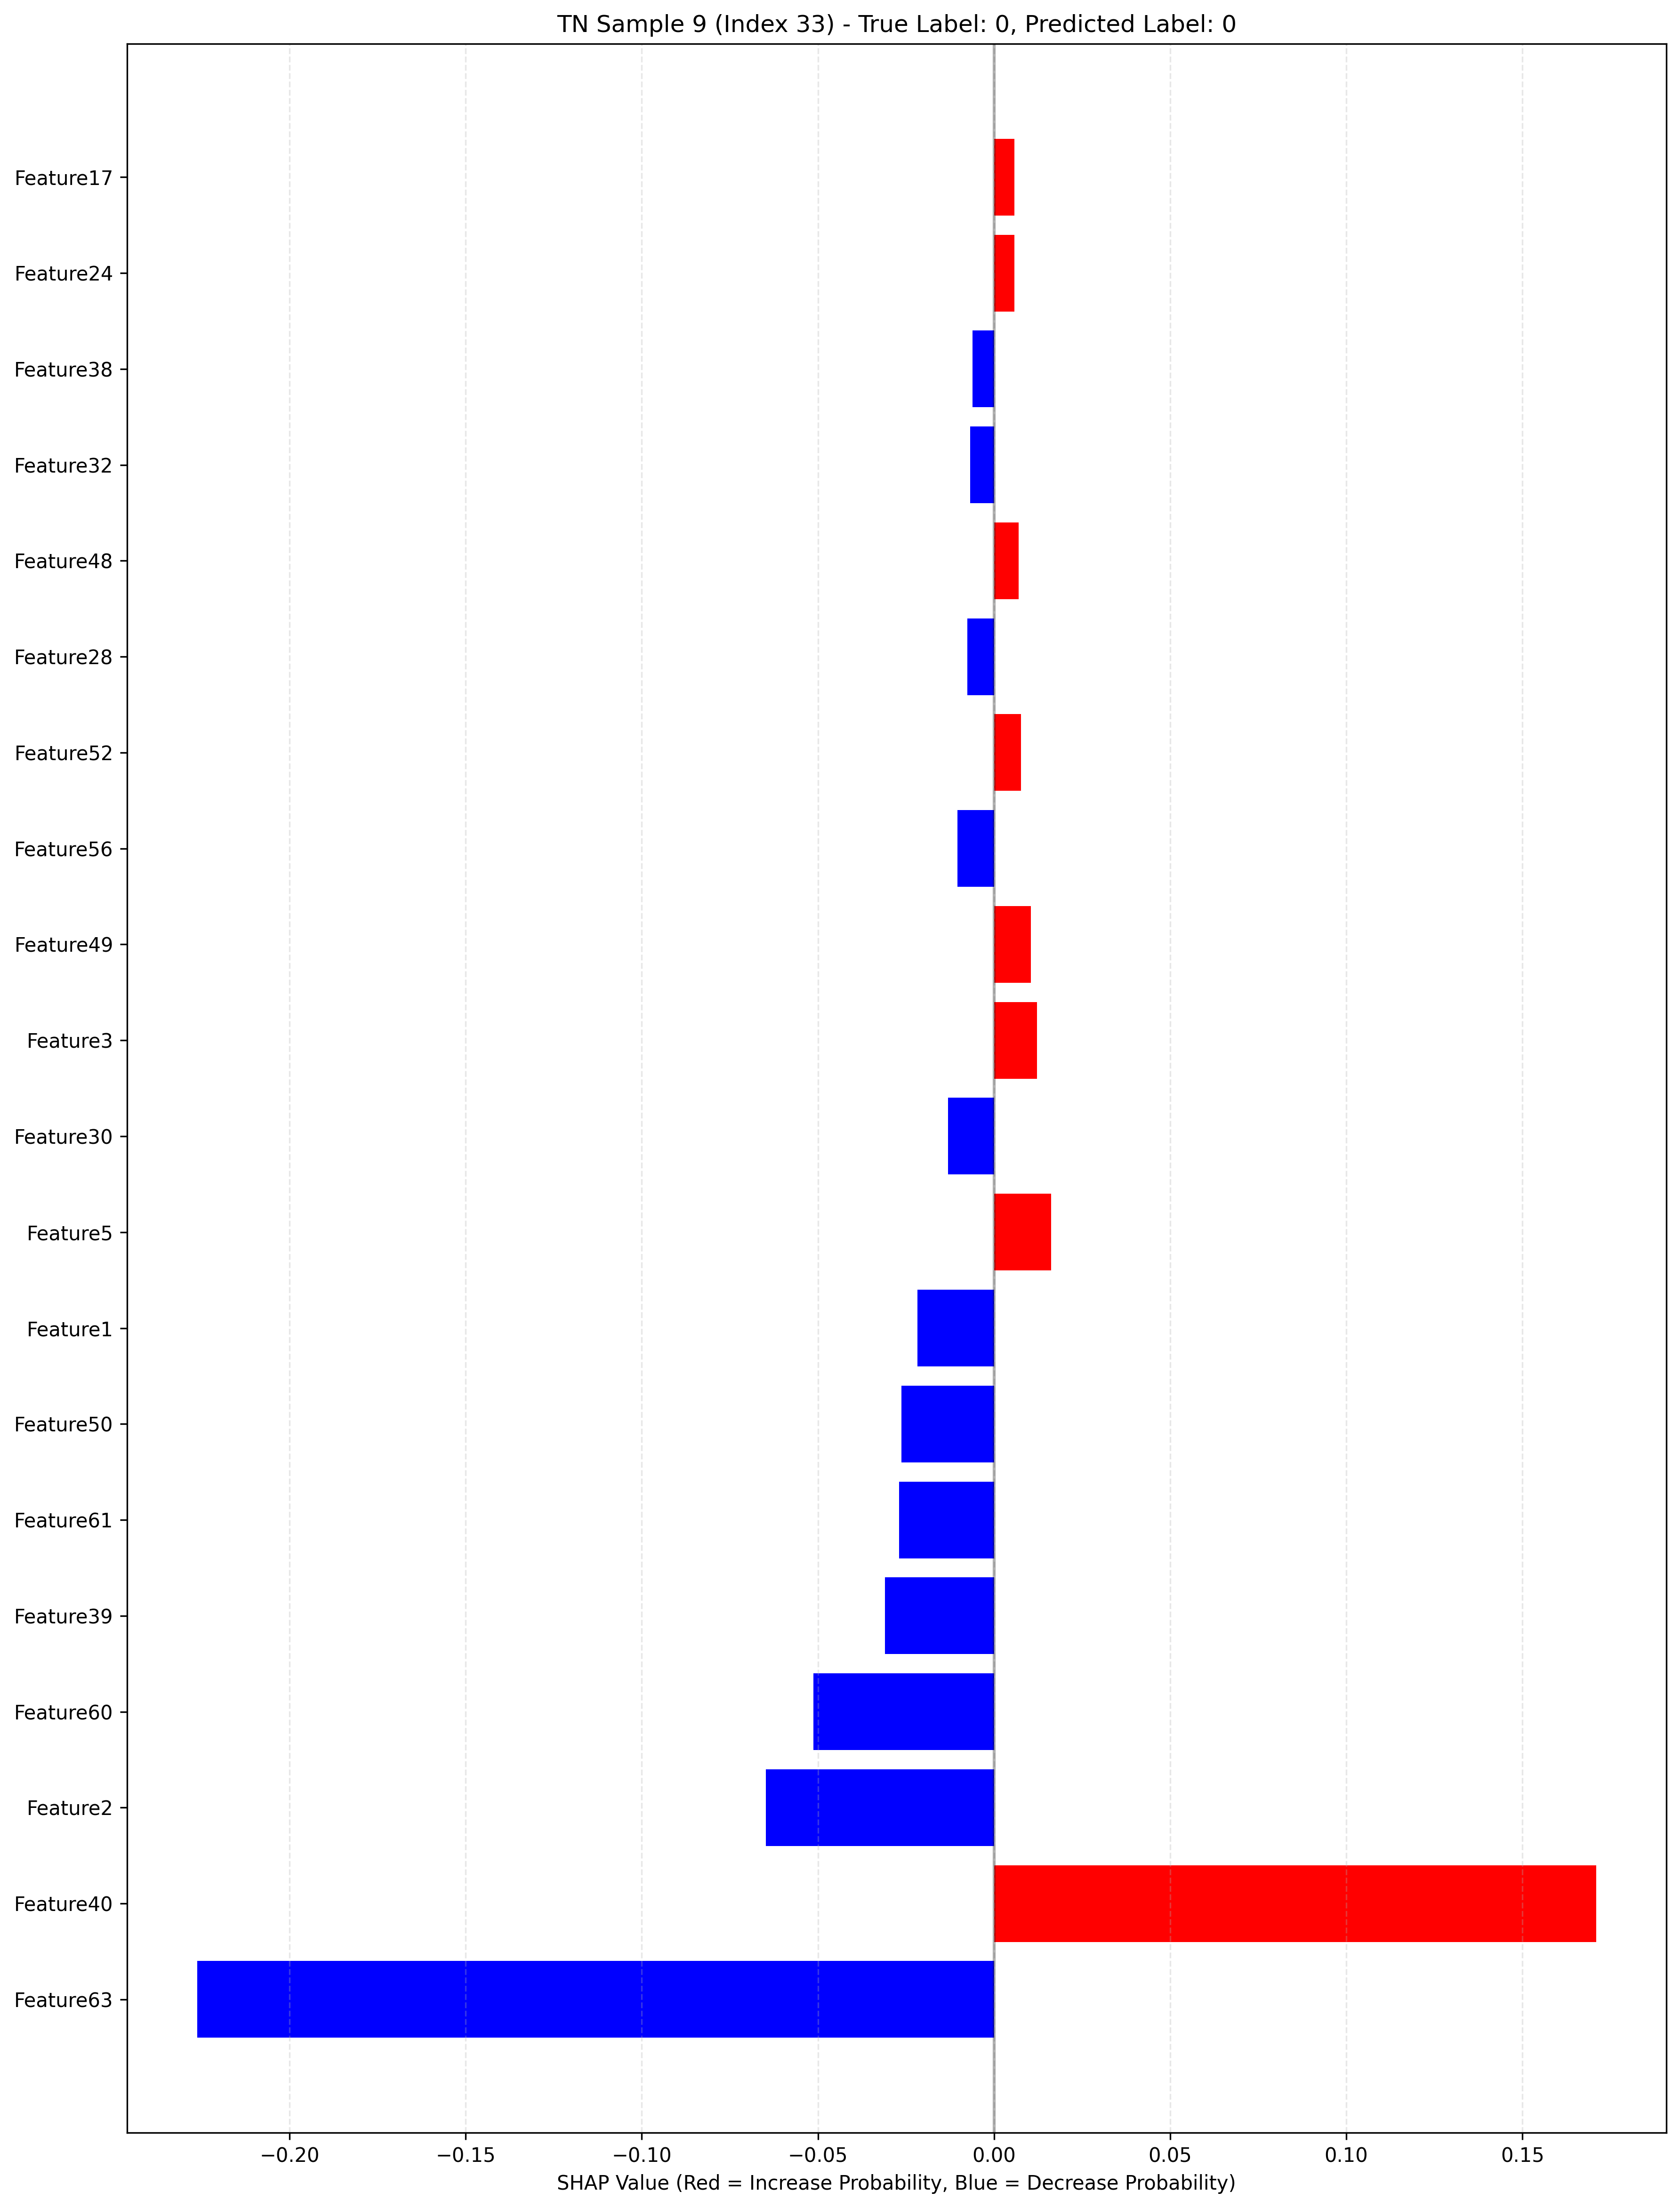 TN Sample 9 (Index 33) - True Label: 0, Predicted Label: 0
Feature17
Feature24
Feature38
Feature32
Feature48
Feature28
Feature52
Feature56
Feature49
Feature3
Feature30
Feature5
Feature1
Feature50
Feature61
Feature39
Feature60
Feature2
Feature40
Feature63
−0.20 −0.15 −0.10 −0.05 0.00 0.05 0.10 0.15
SHAP Value (Red = Increase Probability, Blue = Decrease Probability)